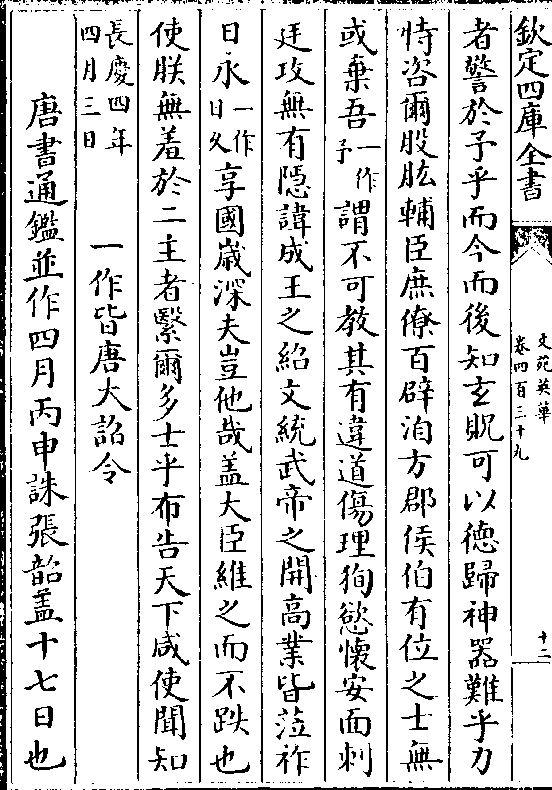 欽定四庫全書
文苑英華
卷四百三十九
十二
者警於予乎而今而後知玄貺可以德歸神器難乎力
恃咨爾股肱輔臣庶僚百辟洎方郡侯伯有位之士無
或棄吾一作予謂不可教其有違道傷理狥慾懷安面刺
廷攻無有隱諱成王之紹文統武帝之開高業皆蒞祚
日永一作日久享國歲深夫豈他哉蓋大臣維之而不跌也
使朕無羞於二主者繄爾多士乎布告天下咸使聞知
長慶四年四月三日 一作皆唐大詔令
唐書通鑑並作四月丙申誅張韶蓋十七日也